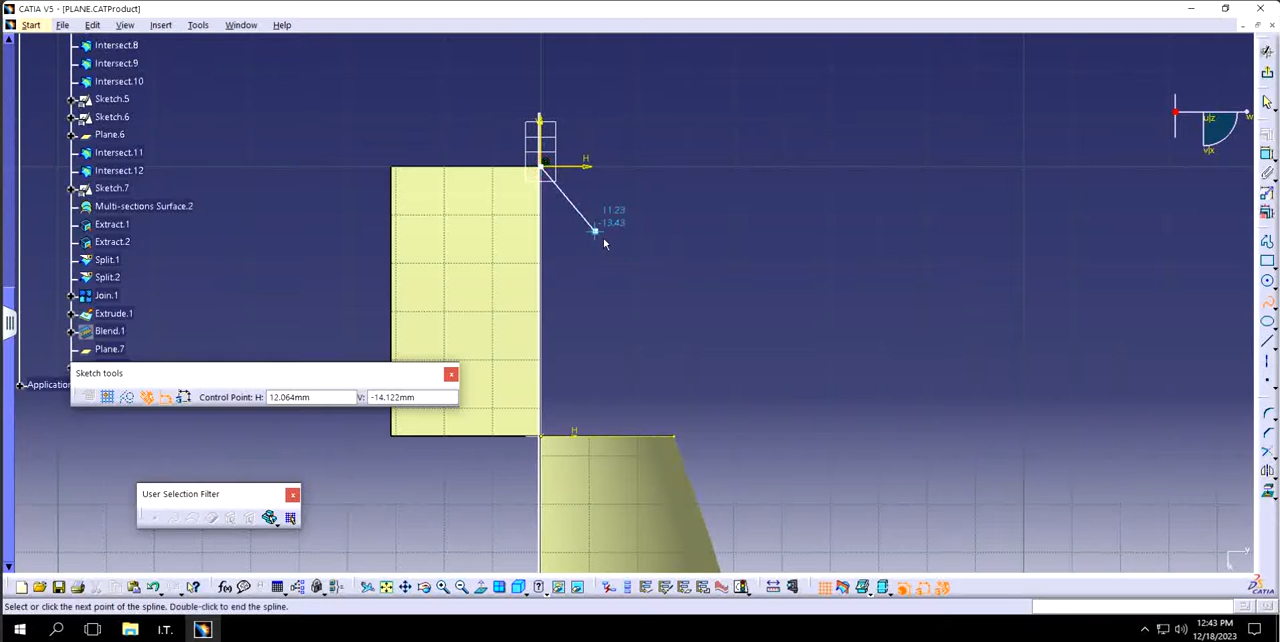 CATIA V5 - [PLANE.CATProduct]
Start File Edit View Insert Tools Window Help
Intersect.8
Intersect.9
Intersect.10
Sketch.5
Sketch.6
Plane.6
Intersect.11
Intersect.12
Sketch.7
Multi-sections Surface.2
Extract.1
Extract.2
Split.1
Split.2
Join.1
Extrude.1
Blend.1
Plane.7
Applicatio
H
11.23
-13.43
H
w
u|z
v|x
Sketch tools
Control Point: H: 12.064mm V: -14.122mm
User Selection Filter
f(x)
CATIA
Select or click the next point of the spline. Double-click to end the spline.
I.T.
12:43 PM
12/18/2023